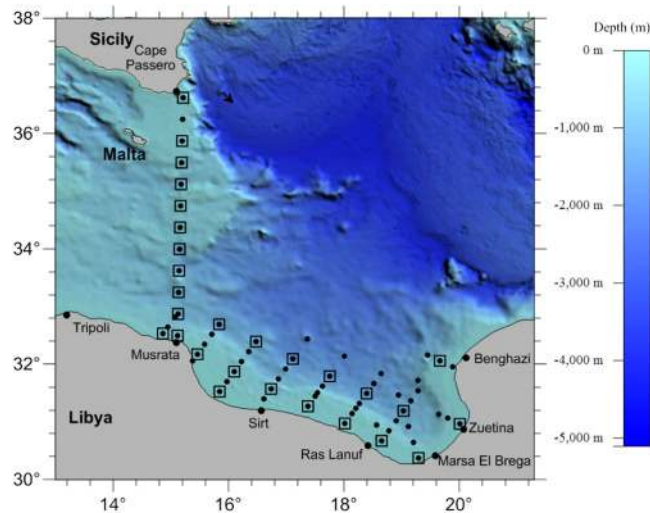 38°
36°
34°
32°
30°
14°
16°
18°
20°
Sicily
Cape
Passero
Malta
Tripoli
Musrata
Libya
Sirt
Ras Lanuf
Marsa El Brega
Zuetina
Benghazi
Depth (m)
0 m
-1,000 m
-2,000 m
-3,000 m
-4,000 m
-5,000 m